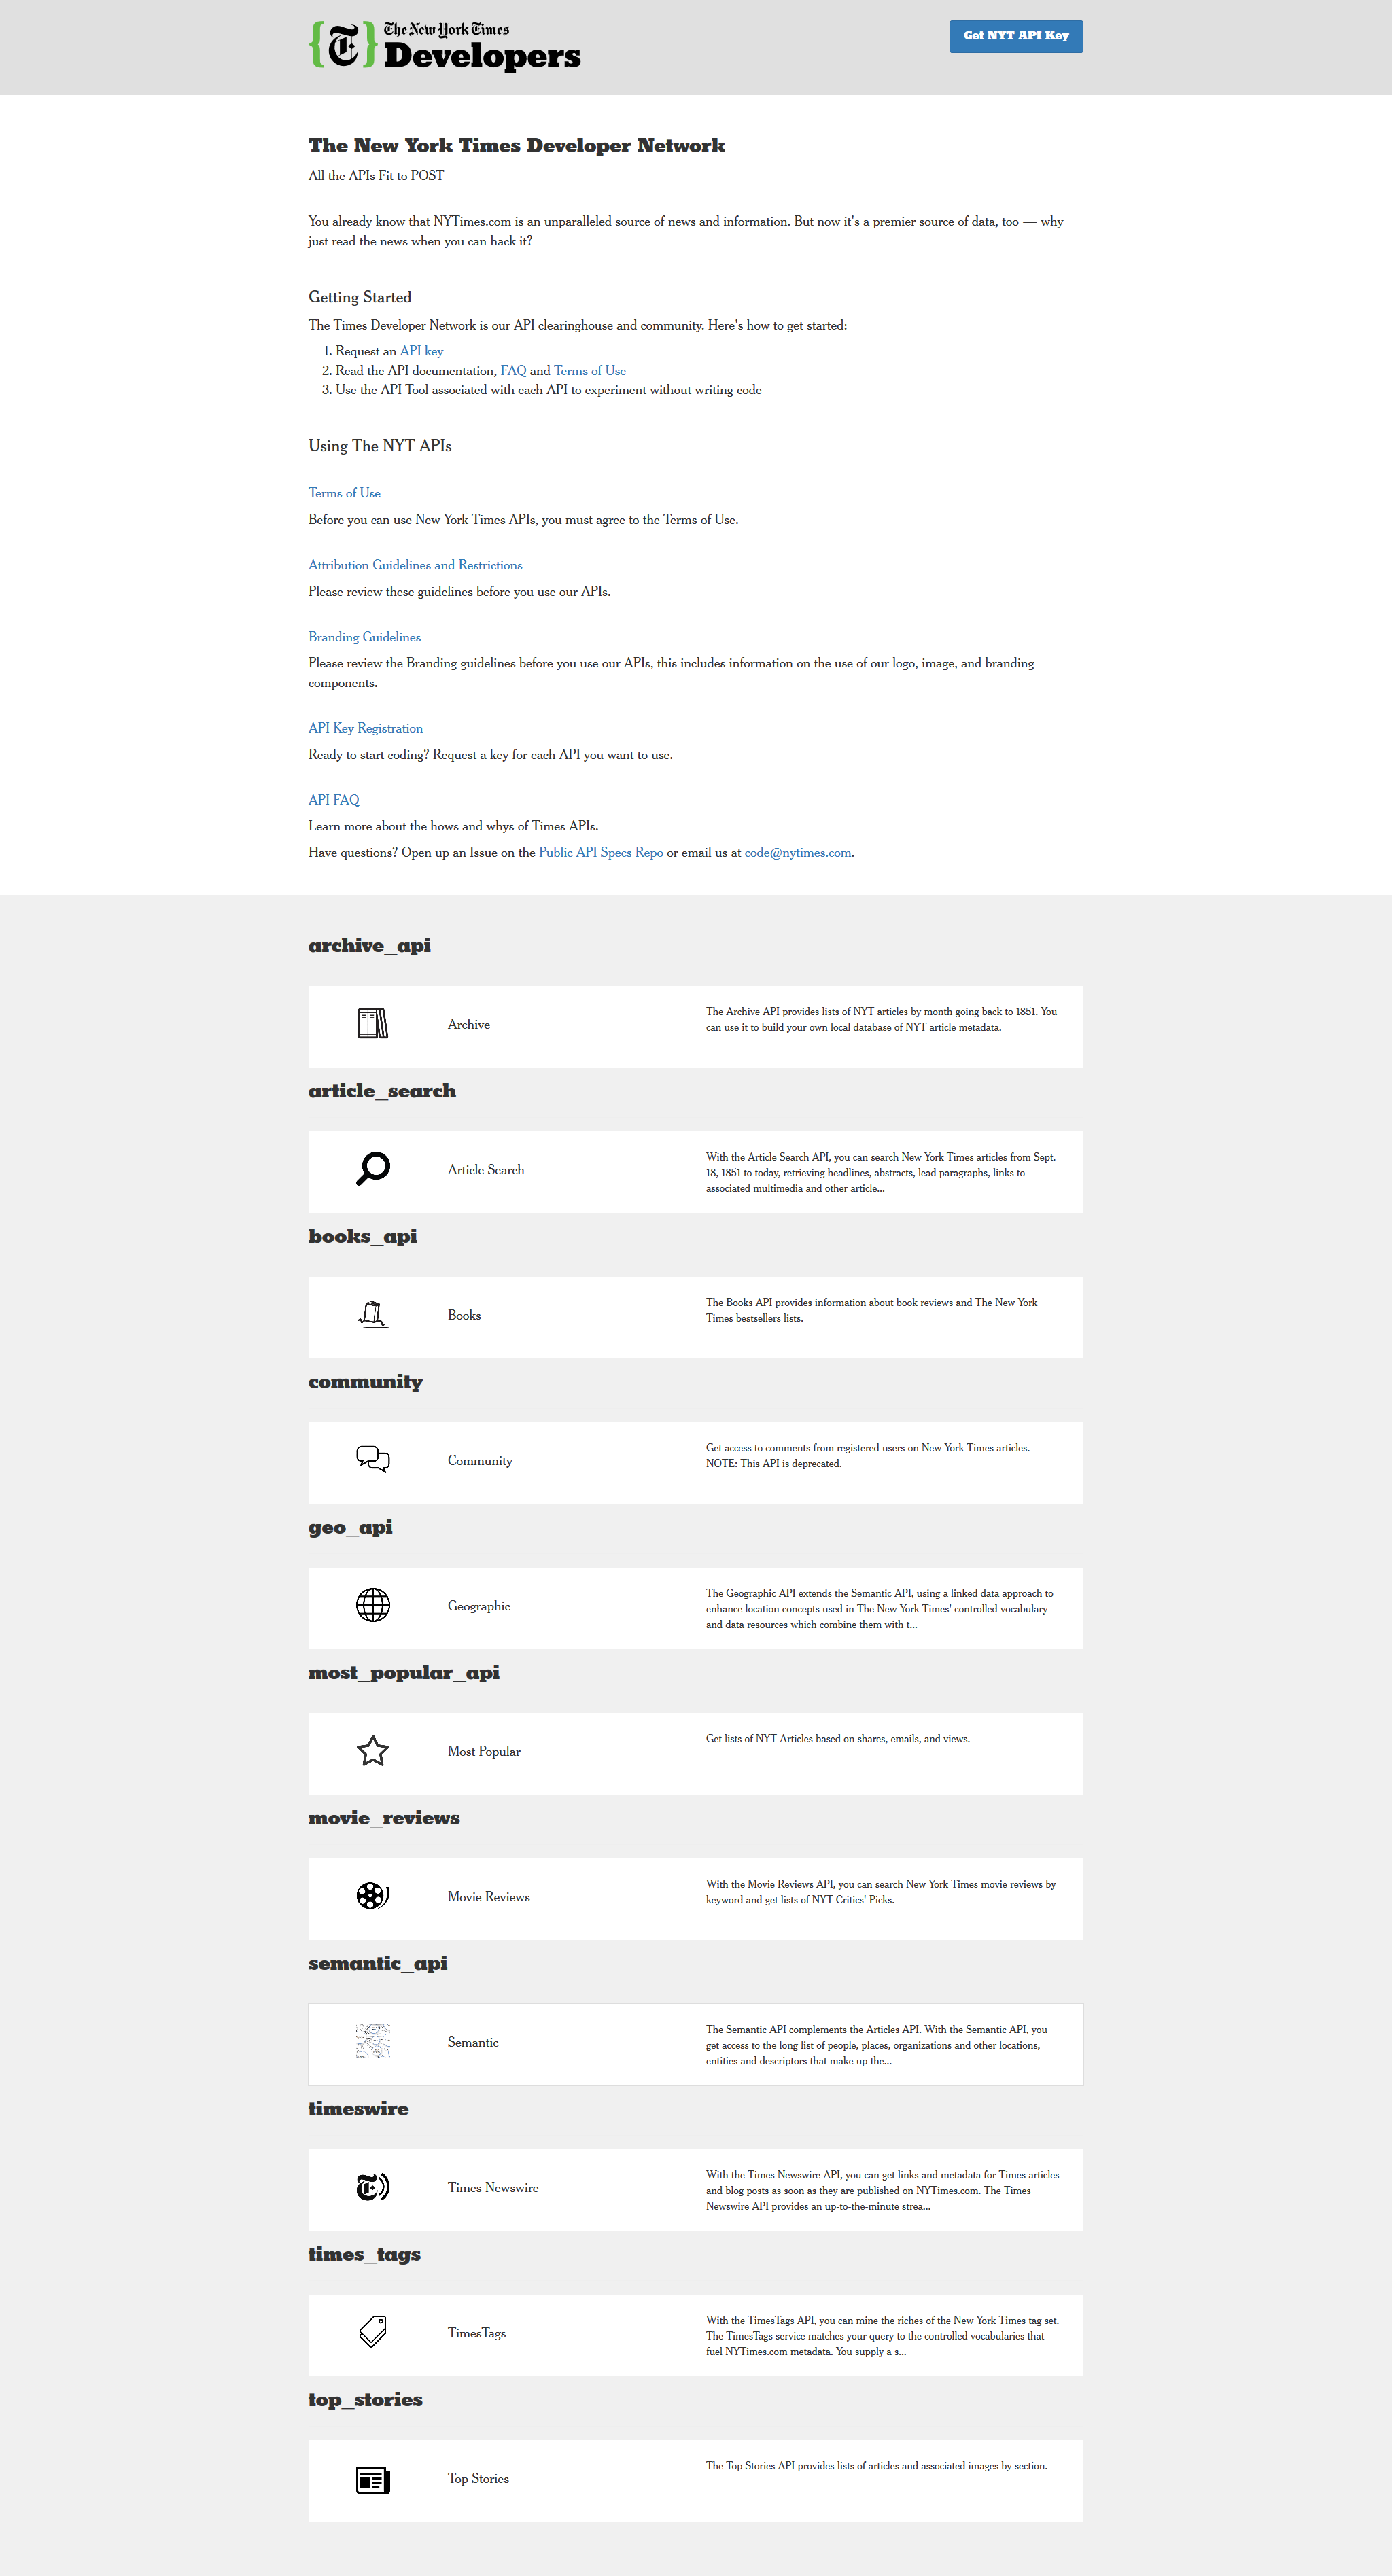 The New York Times
Developers
Get NYT API Key
The New York Times Developer Network
All the APIs Fit to POST
You already know that NYTimes.com is an unparalleled source of news and information. But now it's a premier source of data, too — why
just read the news when you can hack it?
Getting Started
The Times Developer Network is our API clearinghouse and community. Here's how to get started:
1. Request an API key
2. Read the API documentation, FAQ and Terms of Use
3. Use the API Tool associated with each API to experiment without writing code
Using The NYT APIs
Terms of Use
Before you can use New York Times APIs, you must agree to the Terms of Use.
Attribution Guidelines and Restrictions
Please review these guidelines before you use our APIs.
Branding Guidelines
Please review the Branding guidelines before you use our APIs, this includes information on the use of our logo, image, and branding
components.
API Key Registration
Ready to start coding? Request a key for each API you want to use.
API FAQ
Learn more about the hows and whys of Times APIs.
Have questions? Open up an Issue on the Public API Specs Repo or email us at code@nytimes.com.
archive_api
Archive
The Archive API provides lists of NYT articles by month going back to 1851. You
can use it to build your own local database of NYT article metadata.
article_search
Article Search
With the Article Search API, you can search New York Times articles from Sept.
18, 1851 to today, retrieving headlines, abstracts, lead paragraphs, links to
associated multimedia and other article...
books_api
Books
The Books API provides information about book reviews and The New York
Times bestsellers lists.
community
Community
Get access to comments from registered users on New York Times articles.
NOTE: This API is deprecated.
geo_api
Geographic
The Geographic API extends the Semantic API, using a linked data approach to
enhance location concepts used in The New York Times' controlled vocabulary
and data resources which combine them with t...
most_popular_api
Most Popular
Get lists of NYT Articles based on shares, emails, and views.
movie_reviews
Movie Reviews
With the Movie Reviews API, you can search New York Times movie reviews by
keyword and get lists of NYT Critics' Picks.
semantic_api
Semantic
The Semantic API complements the Articles API. With the Semantic API, you
get access to the long list of people, places, organizations and other locations,
entities and descriptors that make up the...
timeswire
Times Newswire
With the Times Newswire API, you can get links and metadata for Times articles
and blog posts as soon as they are published on NYTimes.com. The Times
Newswire API provides an up-to-the-minute strea...
times_tags
TimesTags
With the TimesTags API, you can mine the riches of the New York Times tag set.
The TimesTags service matches your query to the controlled vocabularies that
fuel NYTimes.com metadata. You supply a s...
top_stories
Top Stories
The Top Stories API provides lists of articles and associated images by section.